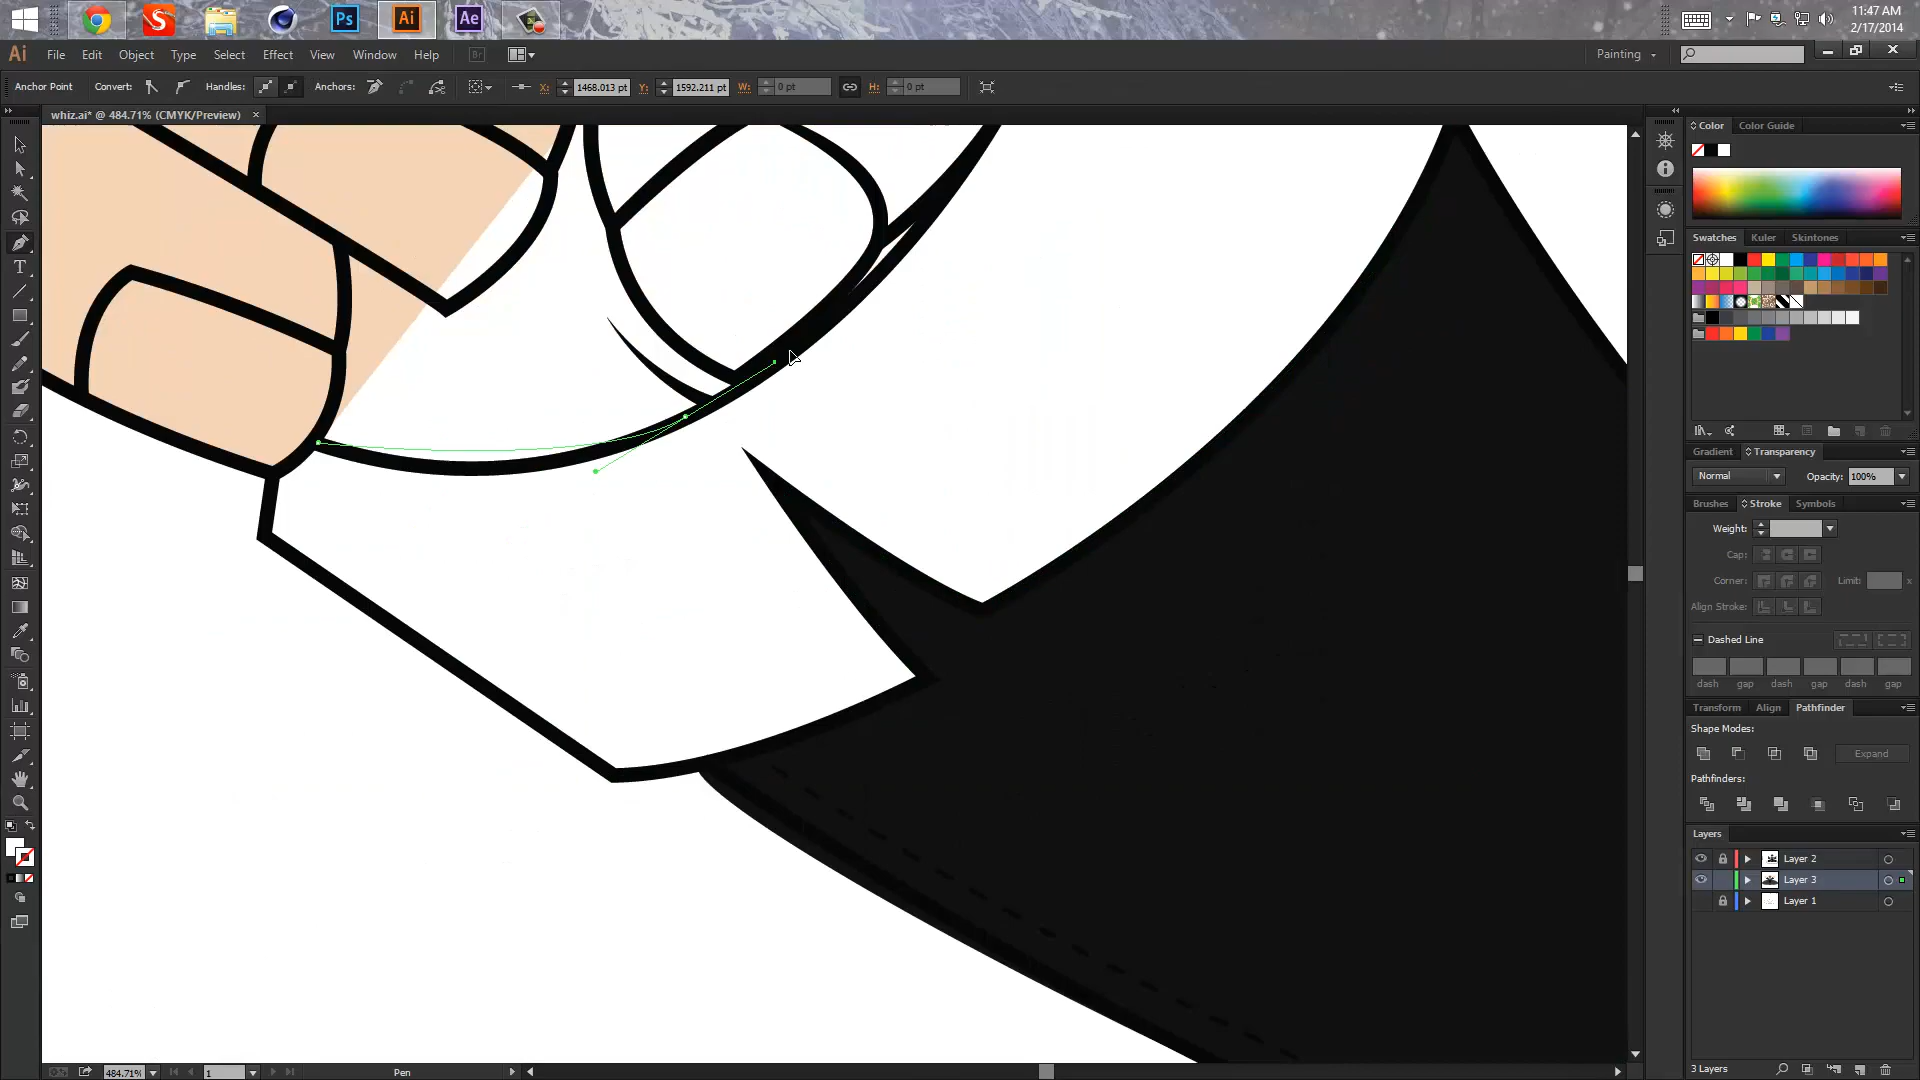 11:47 AM
2/17/2014
S Ps Ai Ae
Ai File Edit Object Type Select Effect View Window Help Br
Painting
Anchor Point Convert: Handles: Anchors: X: 1468.013 pt Y: 1592.211 pt W: 0 pt H: 0 pt
whiz.ai* @ 484.71% (CMYK/Preview) ×
Color Color Guide
Swatches Kuler Skintones
Gradient Transparency
Normal Opacity: 100%
Brushes Stroke Symbols
Weight:
Cap:
Corner: Limit: x
Align Stroke:
Dashed Line
dash gap dash gap dash gap
Transform Align Pathfinder
Shape Modes:
Expand
Pathfinders:
Layers
Layer 2
Layer 3
Layer 1
484.71% 1 Pen
3 Layers